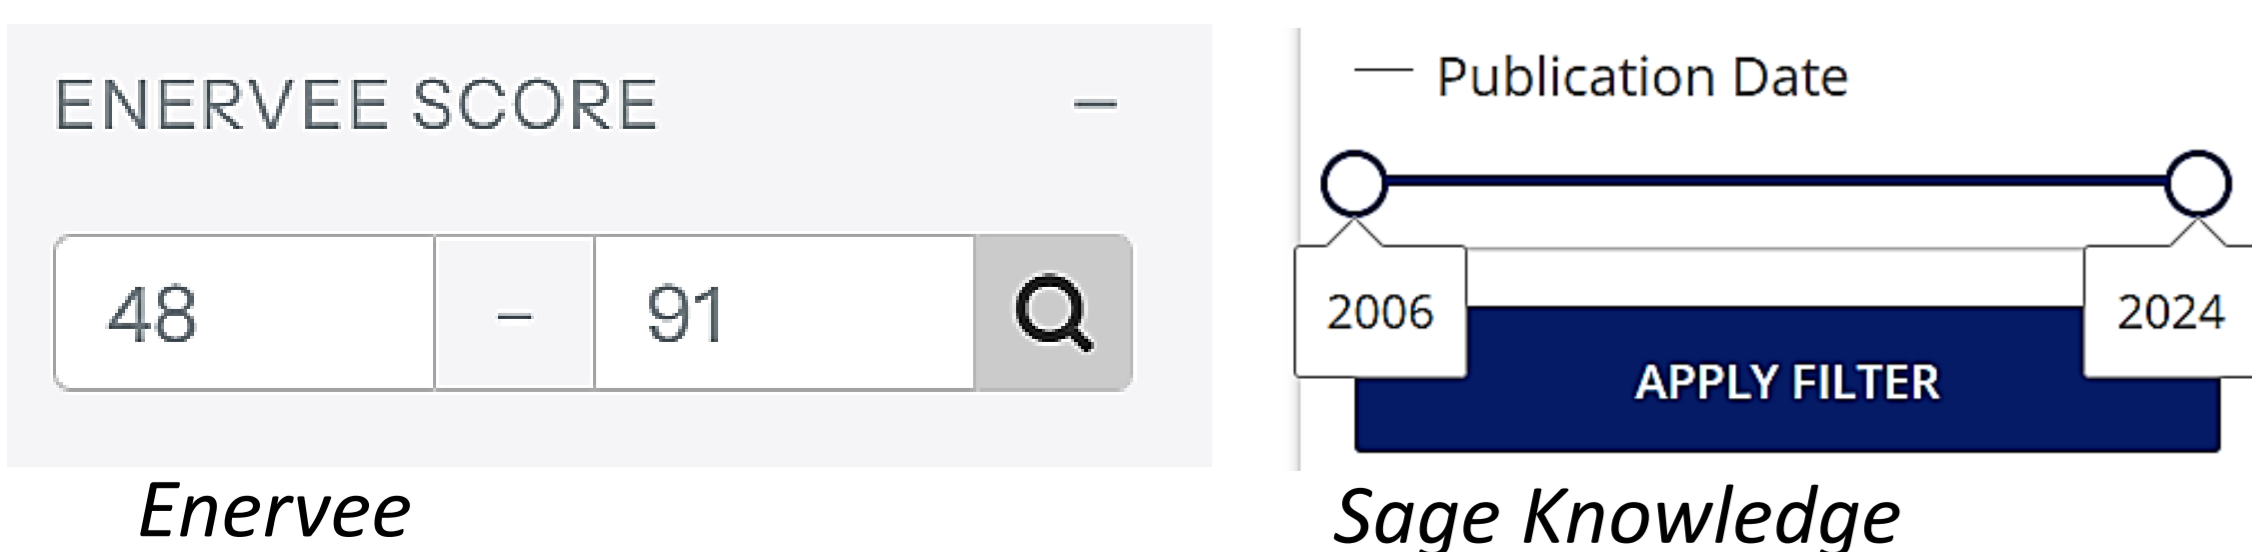 ENERVEE SCORE –
48 – 91
Enervee
— Publication Date
2006 2024
APPLY FILTER
Sage Knowledge